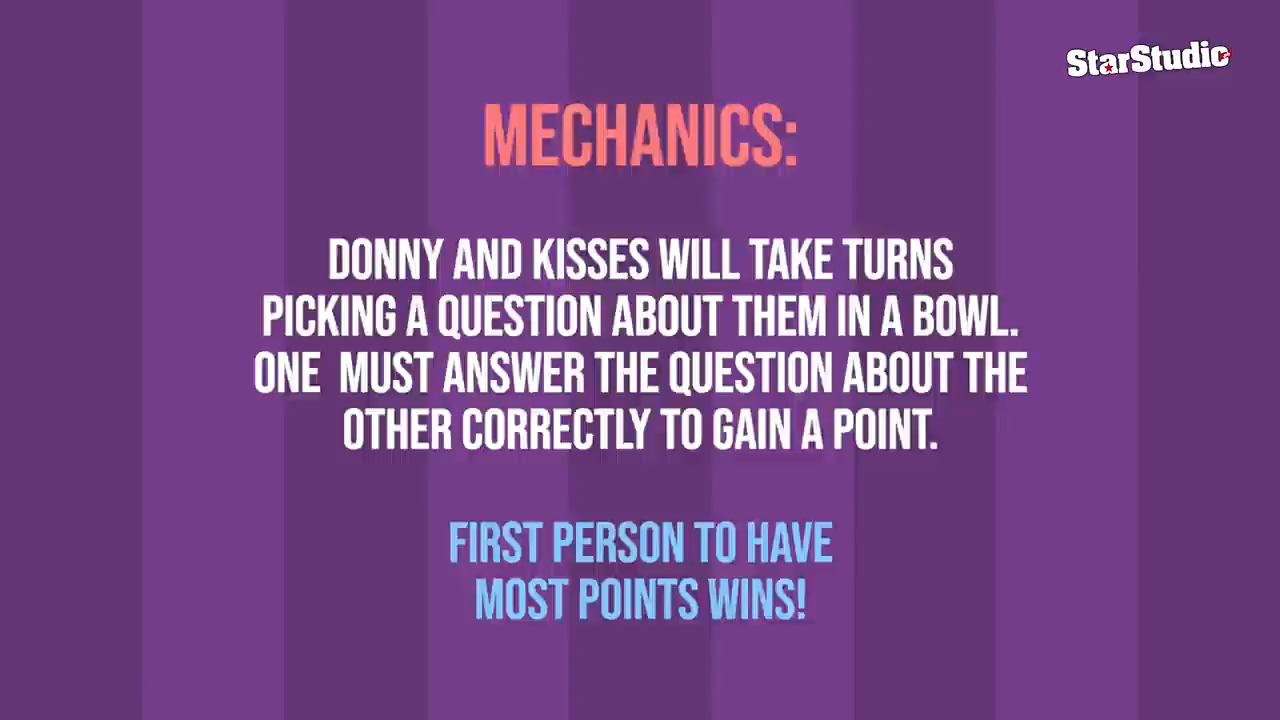 StarStudio
MECHANICS:
DONNY AND KISSES WILL TAKE TURNS
PICKING A QUESTION ABOUT THEM IN A BOWL.
ONE MUST ANSWER THE QUESTION ABOUT THE
OTHER CORRECTLY TO GAIN A POINT.
FIRST PERSON TO HAVE
MOST POINTS WINS!